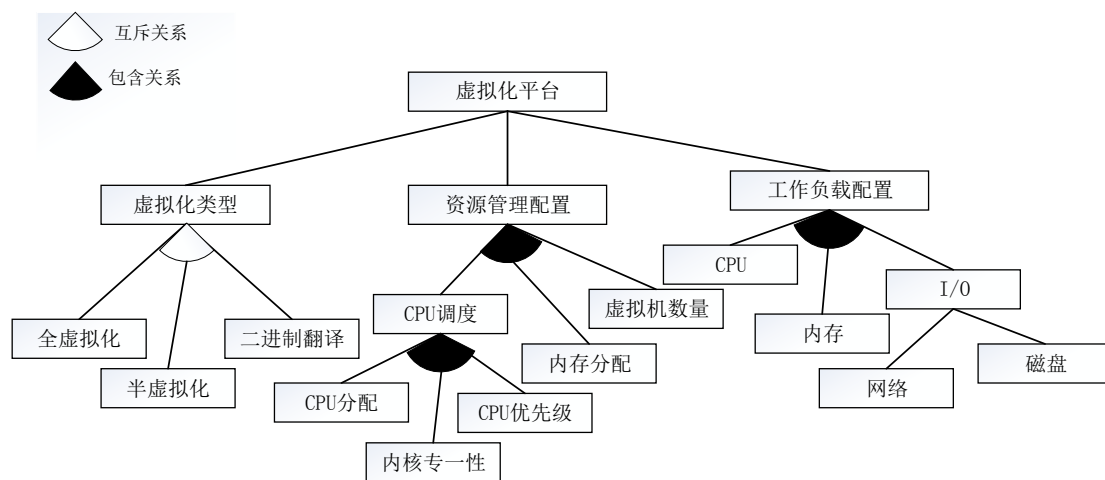 互斥关系
包含关系
虚拟化平台
虚拟化类型
资源管理配置
工作负载配置
CPU
I/O
CPU调度
虚拟机数量
全虚拟化
二进制翻译
内存
内存分配
磁盘
半虚拟化
网络
CPU分配
CPU优先级
内核专一性